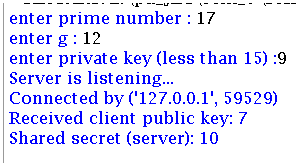 enter prime number : 17
enter g : 12
enter private key (less than 15) :9
Server is listening...
Connected by ('127.0.0.1', 59529)
Received client public key: 7
Shared secret (server): 10